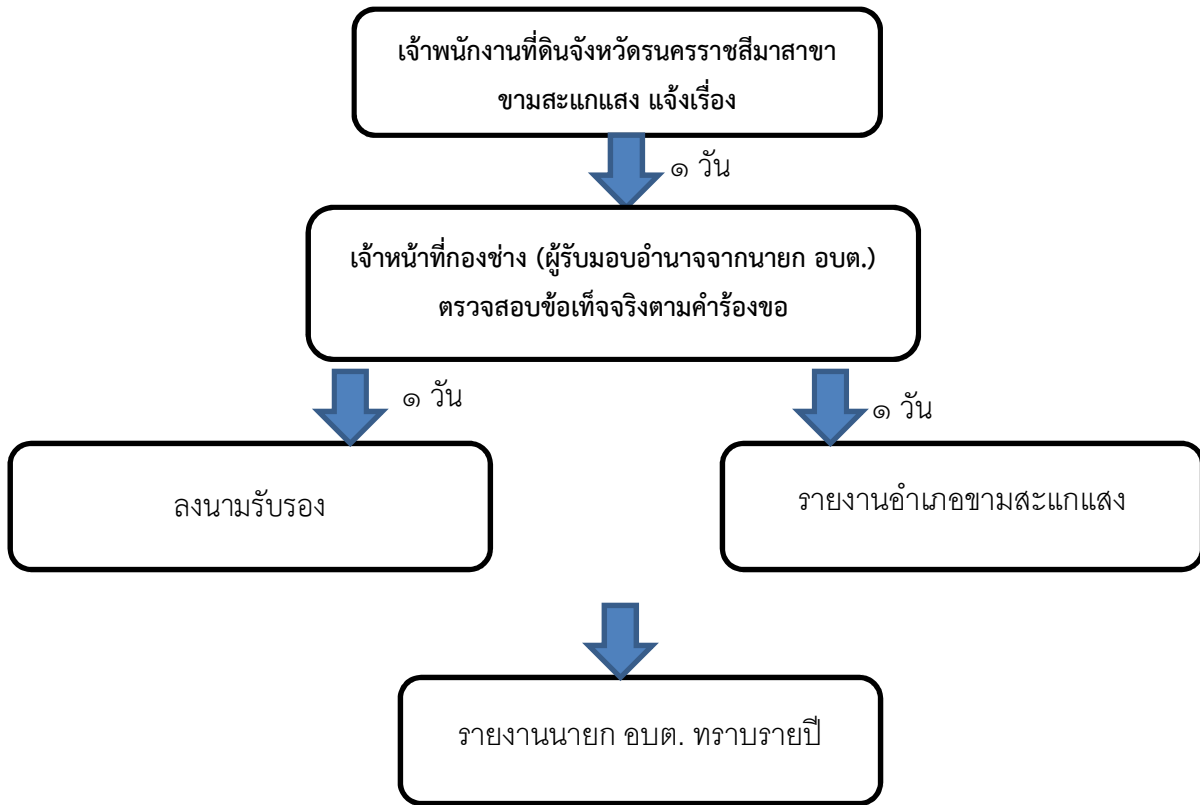 เจ้าพนักงานที่ดินจังหวัดรนครราชสีมาสาขา
ขามสะแกแสง แจ้งเรื่อง
๑ วัน
เจ้าหน้าที่กองช่าง (ผู้รับมอบอำนาจจากนายก อบต.)
ตรวจสอบข้อเท็จจริงตามคำร้องขอ
๑ วัน
๑ วัน
ลงนามรับรอง
รายงานอำเภอขามสะแกแสง
รายงานนายก อบต. ทราบรายปี